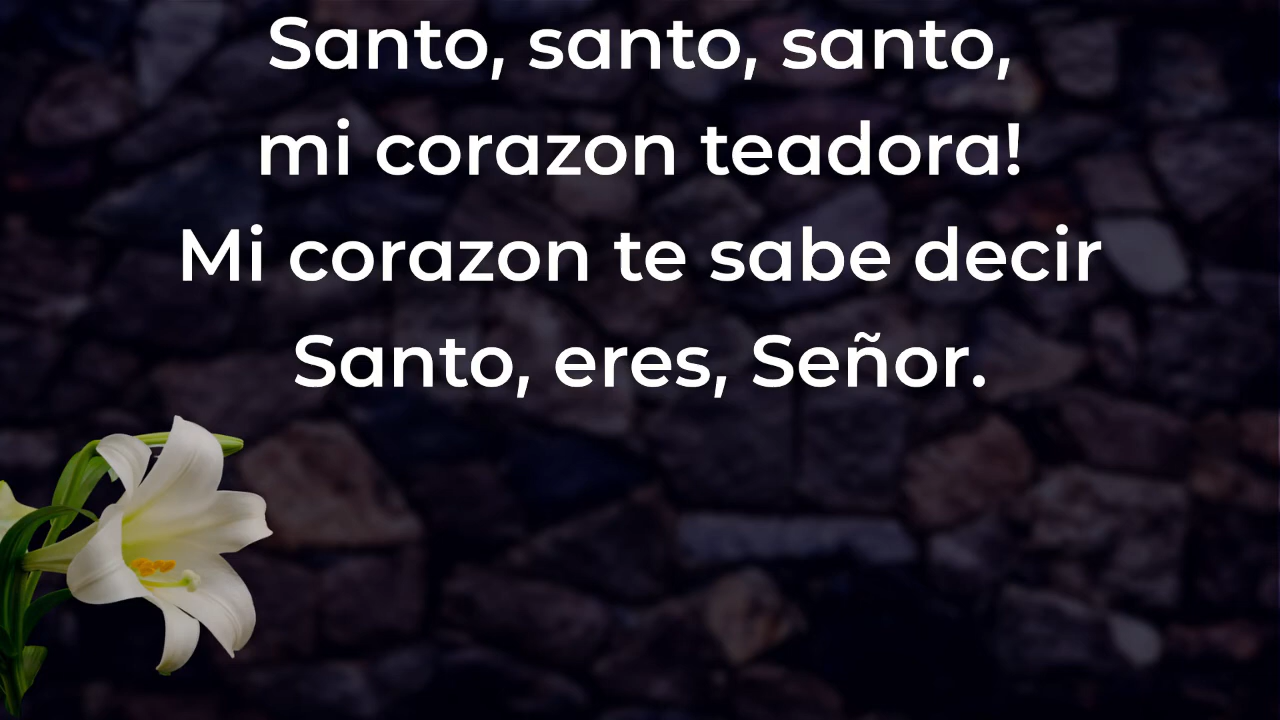 Santo, santo, santo,
mi corazon teadora!
Mi corazon te sabe decir
Santo, eres, Señor.